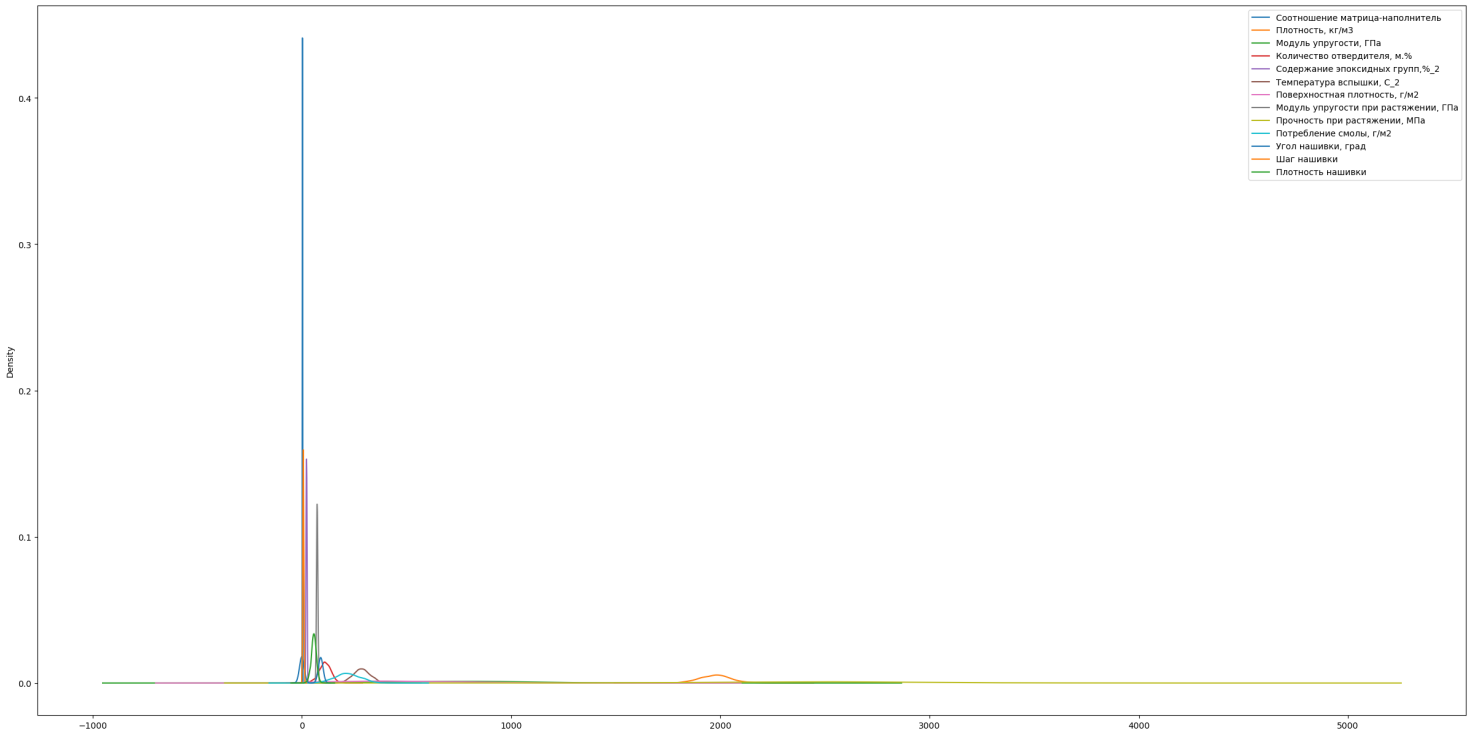 Соотношение матрица-наполнитель
Плотность, кг/м3
Модуль упругости, ГПа
Количество отвердителя, м.%
Содержание эпоксидных групп,%_2
Температура вспышки, С_2
Поверхностная плотность, г/м2
Модуль упругости при растяжении, ГПа
Прочность при растяжении, МПа
Потребление смолы, г/м2
Угол нашивки, град
Шаг нашивки
Плотность нашивки
0.4
0.3
0.2
0.1
0.0
Density
−1000 0 1000 2000 3000 4000 5000